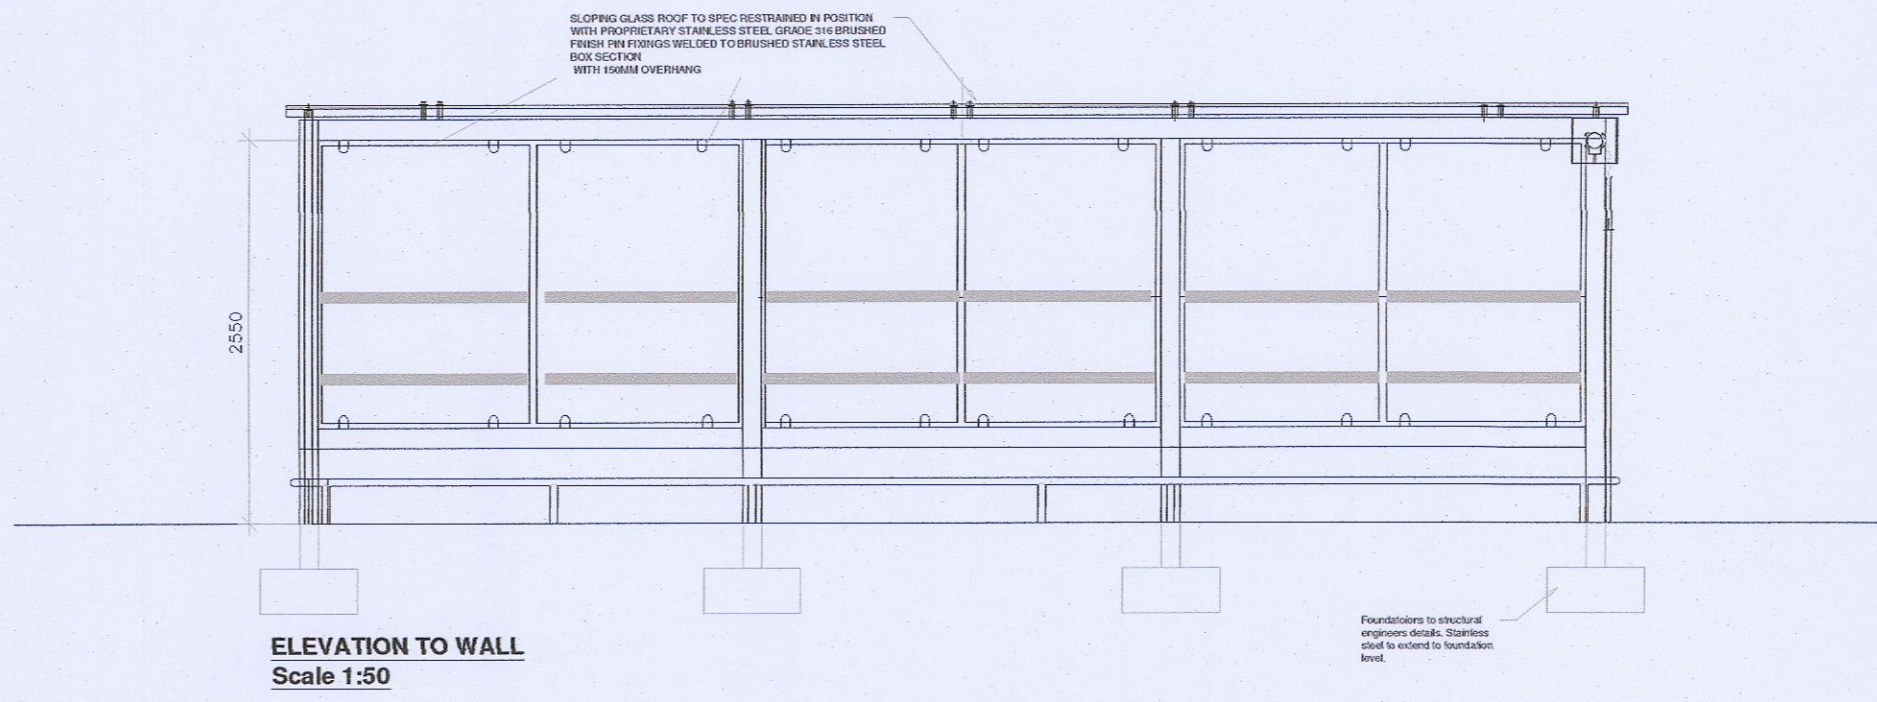 SLOPING GLASS ROOF TO SPEC RESTRAINED IN POSITION
WITH PROPRIETARY STAINLESS STEEL GRADE 316 BRUSHED
FINISH PIN FIXINGS WELDED TO BRUSHED STAINLESS STEEL
BOX SECTION
WITH 150MM OVERHANG
2550
Foundatoiors to structural
engineers details. Stainless
steel to extend to foundation
level.
ELEVATION TO WALL
Scale 1:50